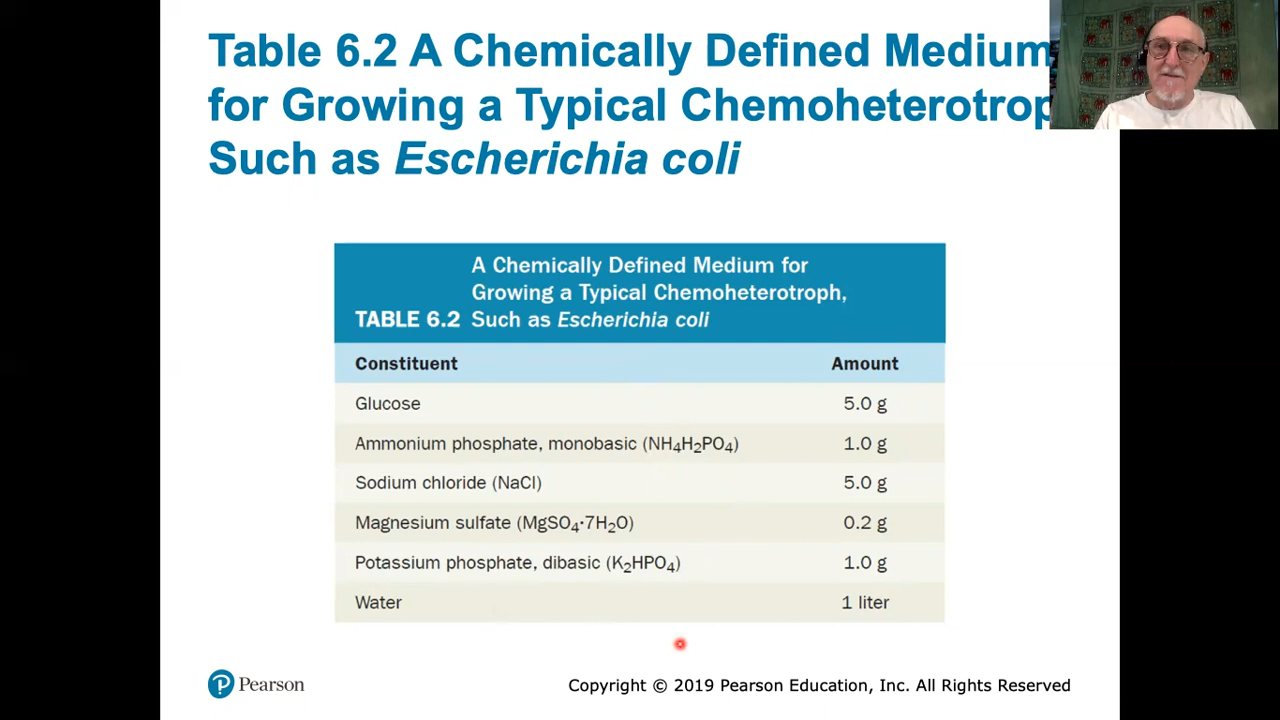 Table 6.2 A Chemically Defined Medium
for Growing a Typical Chemoheterotrop
Such as Escherichia coli
A Chemically Defined Medium for
Growing a Typical Chemoheterotroph,
TABLE 6.2 Such as Escherichia coli
Constituent Amount
Glucose 5.0 g
Ammonium phosphate, monobasic (NH₄H₂PO₄) 1.0 g
Sodium chloride (NaCl) 5.0 g
Magnesium sulfate (MgSO₄·7H₂O) 0.2 g
Potassium phosphate, dibasic (K₂HPO₄) 1.0 g
Water 1 liter
P Pearson
Copyright © 2019 Pearson Education, Inc. All Rights Reserved